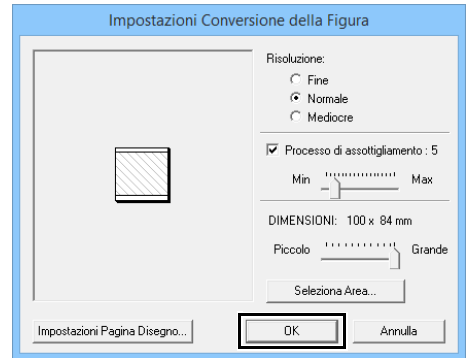 Impostazioni Conversione della Figura
Risoluzione:
Fine
Normale
Mediocre
Processo di assottigliamento : 5
Min Max
DIMENSIONI: 100 x 84 mm
Piccolo Grande
Seleziona Area...
Impostazioni Pagina Disegno... OK Annulla